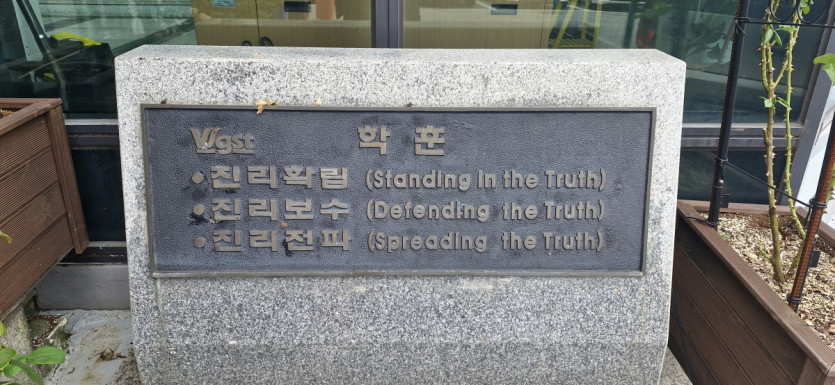 Wgst 학 훈
• 진리확립 (Standing in the Truth)
• 진리보수 (Defending the Truth)
• 진리전파 (Spreading the Truth)